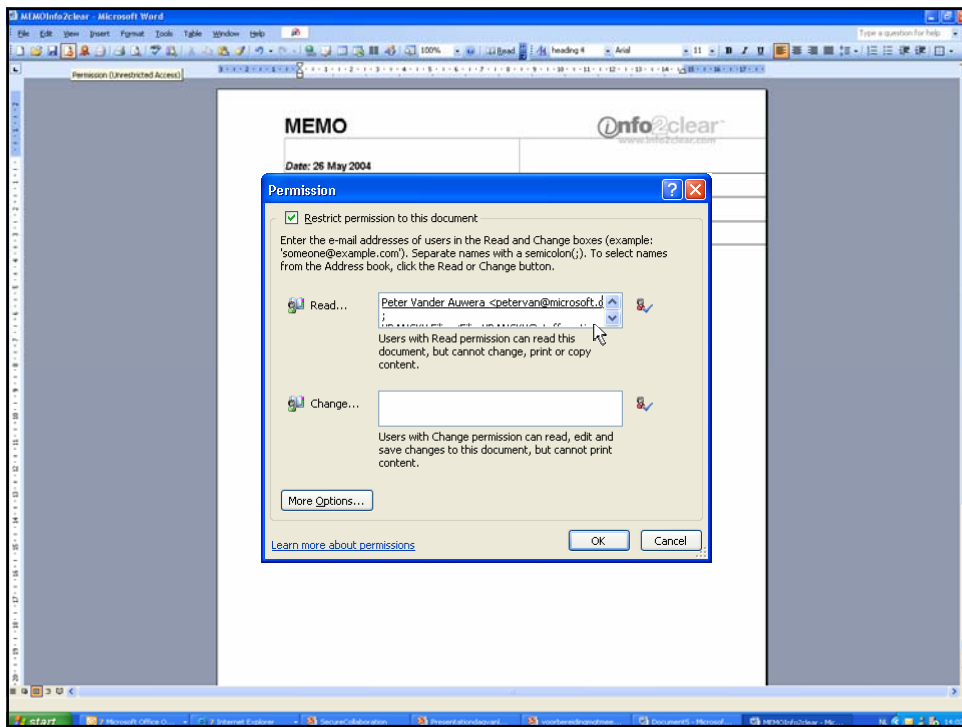 MEMOInfo2clear - Microsoft Word
File Edit View Insert Format Tools Table Window Help
Type a question for help
100% Read heading 4 Arial 11 B I U
Permission (Unrestricted Access)
MEMO
info2clear
www.info2clear.com
Date: 26 May 2004
Permission
Restrict permission to this document
Enter the e-mail addresses of users in the Read and Change boxes (example:
'someone@example.com'). Separate names with a semicolon(;). To select names
from the Address book, click the Read or Change button.
Read...
Peter Vander Auwera <petervan@microsoft.c
;
Users with Read permission can read this
document, but cannot change, print or copy
content.
Change...
Users with Change permission can read, edit and
save changes to this document, but cannot print
content.
More Options...
Learn more about permissions
OK
Cancel
start
7 Microsoft Office O...
7 Internet Explorer
SecureCollaboration
Presentationdagvanl...
voorbereidingnotmee...
Document5 - Microsof...
MEMOInfo2clear - Mic...
NL